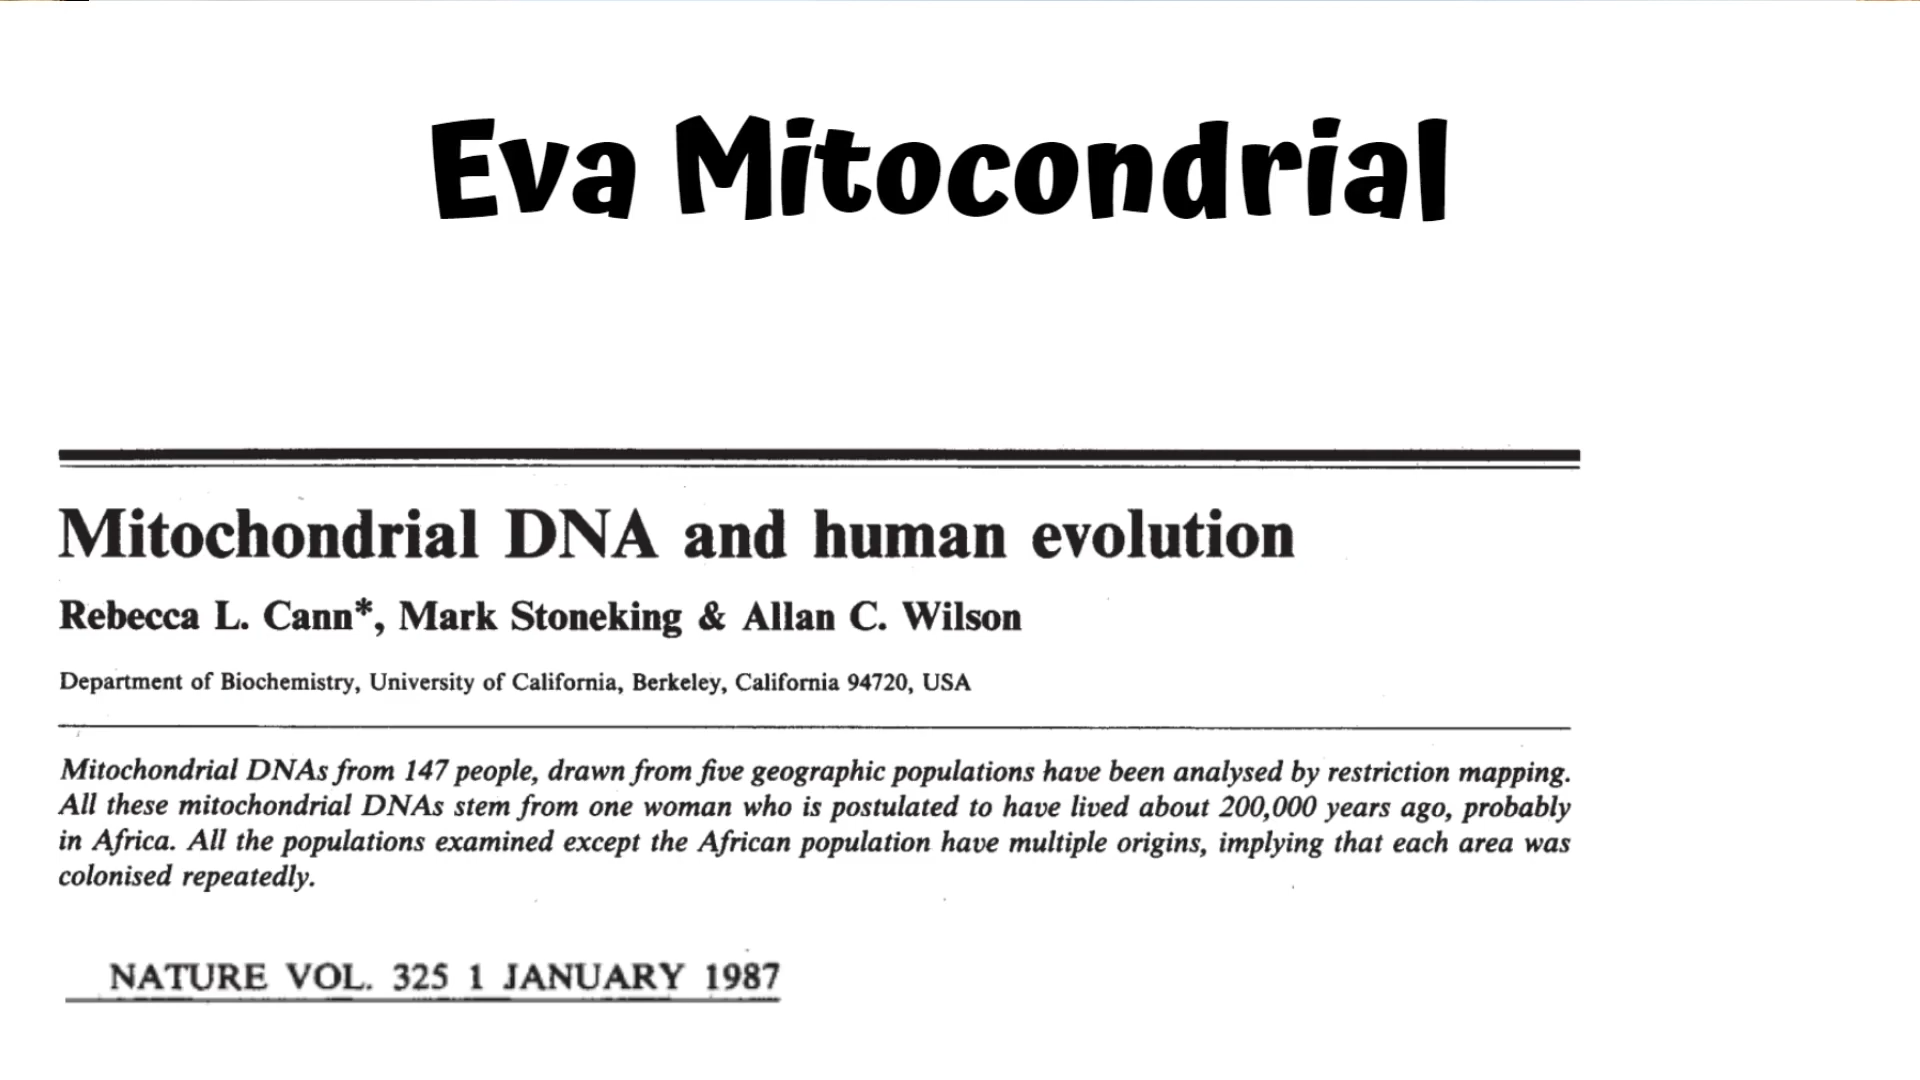 Eva Mitocondrial
Mitochondrial DNA and human evolution
Rebecca L. Cann*, Mark Stoneking & Allan C. Wilson
Department of Biochemistry, University of California, Berkeley, California 94720, USA
Mitochondrial DNAs from 147 people, drawn from five geographic populations have been analysed by restriction mapping.
All these mitochondrial DNAs stem from one woman who is postulated to have lived about 200,000 years ago, probably
in Africa. All the populations examined except the African population have multiple origins, implying that each area was
colonised repeatedly.
NATURE VOL. 325 1 JANUARY 1987